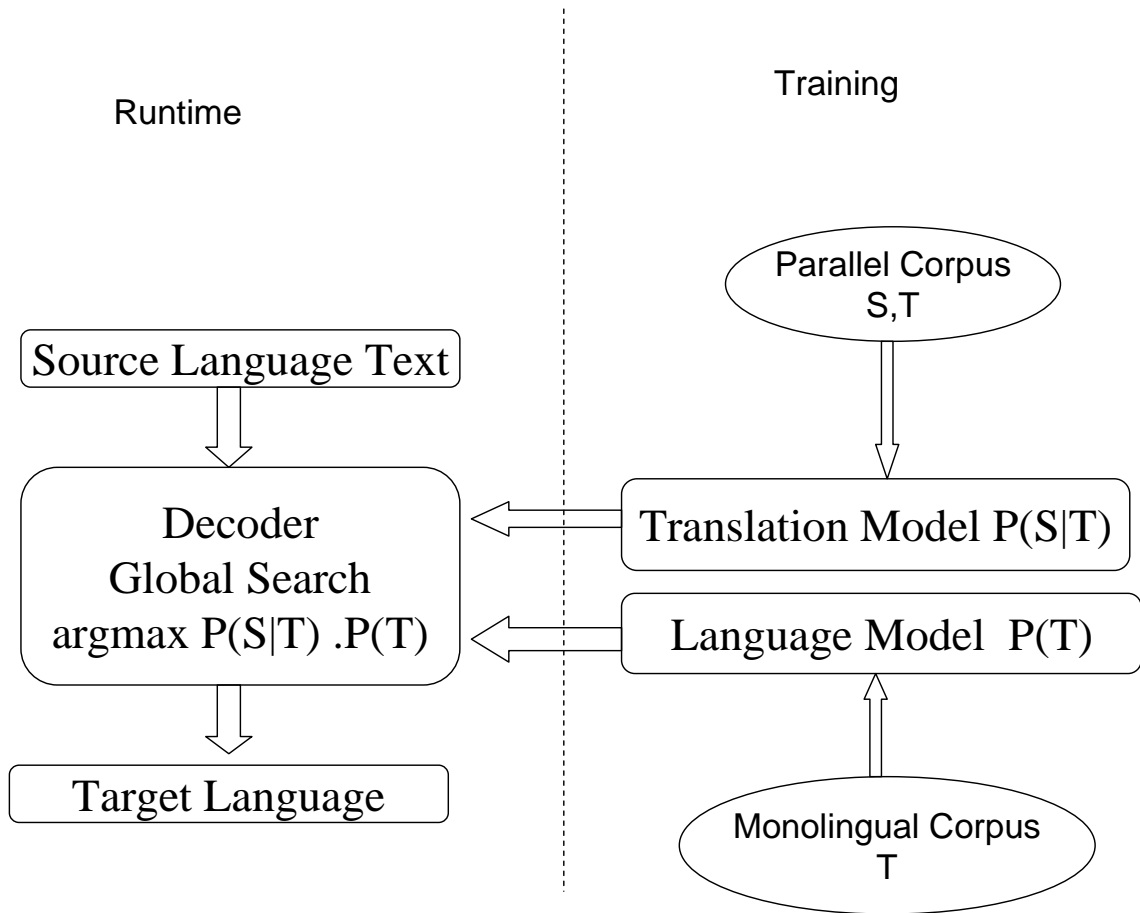 Runtime
Training
Parallel Corpus
S,T
Source Language Text
Decoder
Global Search
argmax P(S|T) .P(T)
Translation Model P(S|T)
Language Model P(T)
Target Language
Monolingual Corpus
T